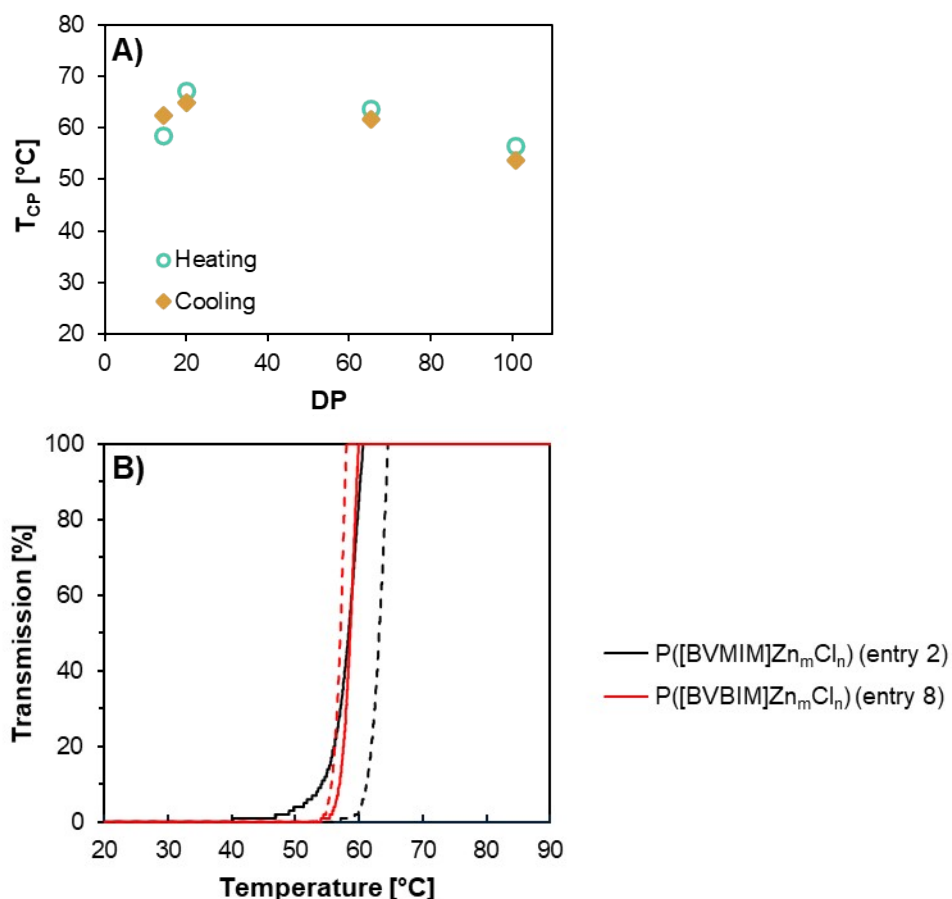 A)
80
70
60
50
40
30
20
T_CP [°C]
Heating
Cooling
0 20 40 60 80 100
DP
B)
100
80
60
40
20
0
Transmission [%]
20 30 40 50 60 70 80 90
Temperature [°C]
P([BVMIM]ZnₘClₙ) (entry 2)
P([BVBIM]ZnₘClₙ) (entry 8)